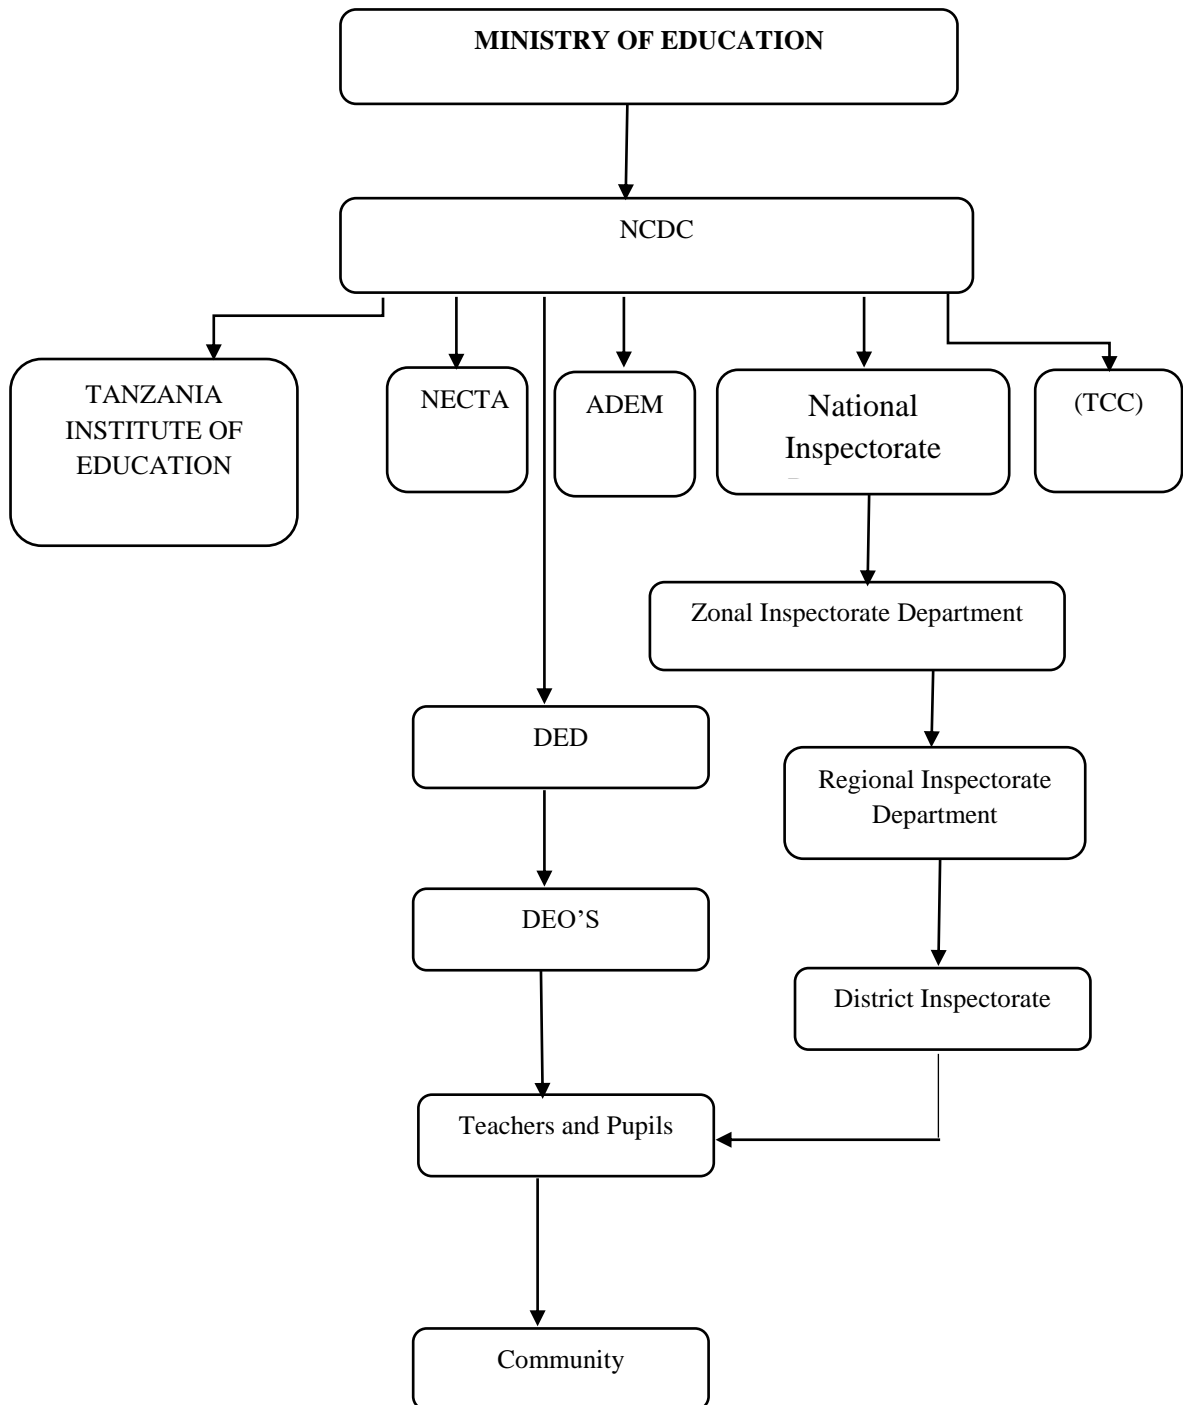 MINISTRY OF EDUCATION
NCDC
TANZANIA
INSTITUTE OF
EDUCATION
NECTA
ADEM
National
Inspectorate
(TCC)
Zonal Inspectorate Department
DED
Regional Inspectorate
Department
DEO’S
District Inspectorate
Teachers and Pupils
Community